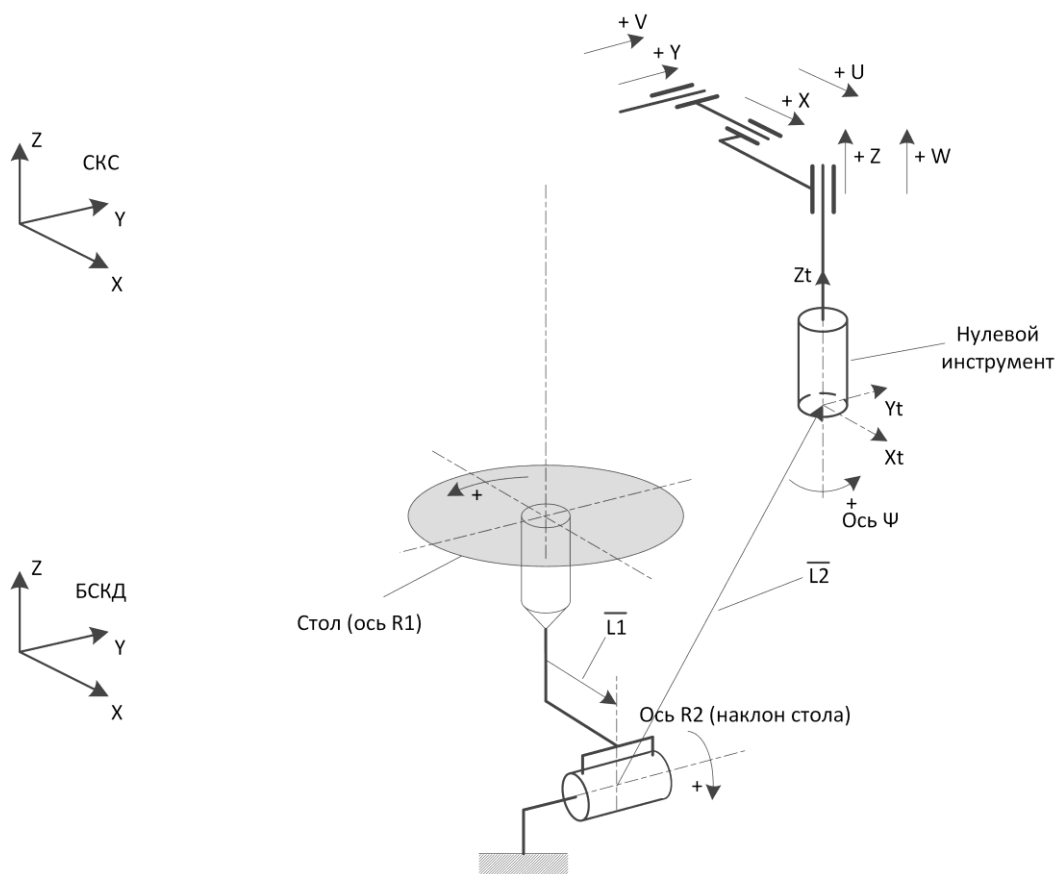 + V
+ Y
+ U
+ X
Z
СКС
Y
X
+ Z
+ W
Zt
Нулевой
инструмент
Yt
Xt
+
+
Ось Ψ
Z
БСКД
Y
X
Стол (ось R1)
L1
L2
Ось R2 (наклон стола)
+